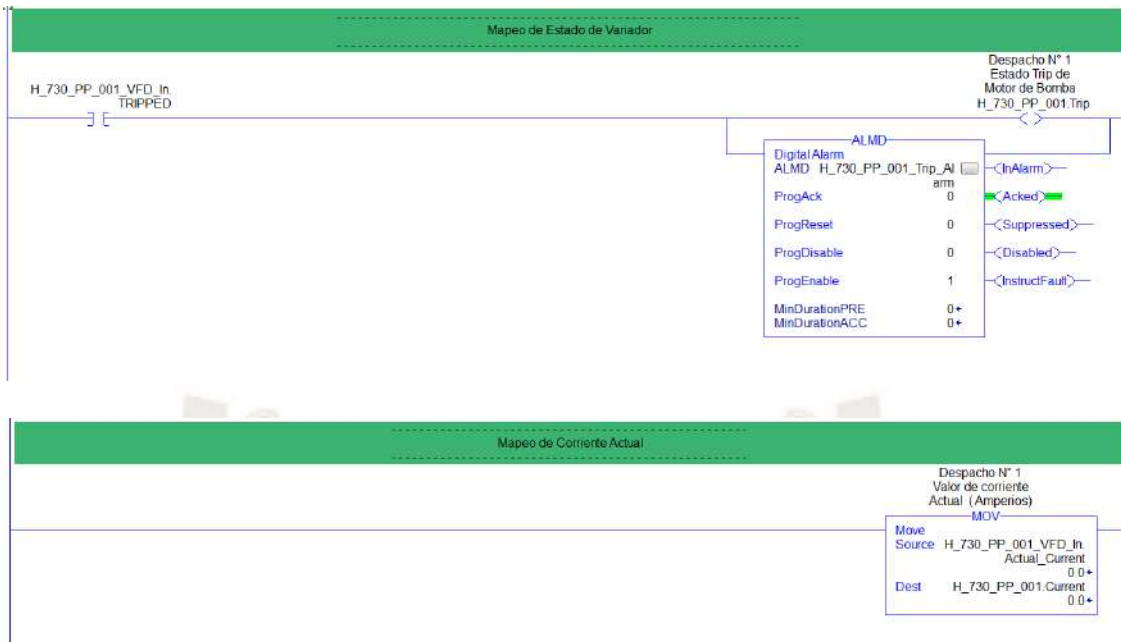 Mapeo de Estado de Variador
Despacho N° 1
Estado Trip de
Motor de Bomba
H_730_PP_001.Trip
H_730_PP_001_VFD_In.
TRIPPED
ALMD
Digital Alarm
ALMD H_730_PP_001_Trip_Al
arm
InAlarm
ProgAck 0
Acked
ProgReset 0
Suppressed
ProgDisable 0
Disabled
ProgEnable 1
InstructFault
MinDurationPRE 0
MinDurationACC 0
Mapeo de Corriente Actual
Despacho N° 1
Valor de corriente
Actual (Amperios)
MOV
Move
Source H_730_PP_001_VFD_In.
Actual_Current
0.0
Dest H_730_PP_001.Current
0.0